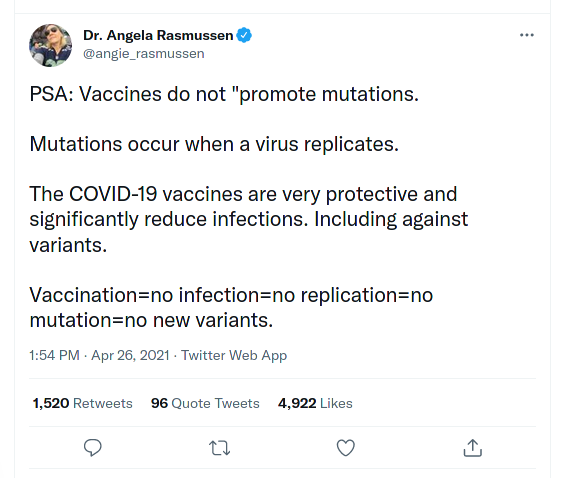 Dr. Angela Rasmussen
@angie_rasmussen
PSA: Vaccines do not "promote mutations.
Mutations occur when a virus replicates.
The COVID-19 vaccines are very protective and
significantly reduce infections. Including against
variants.
Vaccination=no infection=no replication=no
mutation=no new variants.
1:54 PM · Apr 26, 2021 · Twitter Web App
1,520 Retweets 96 Quote Tweets 4,922 Likes